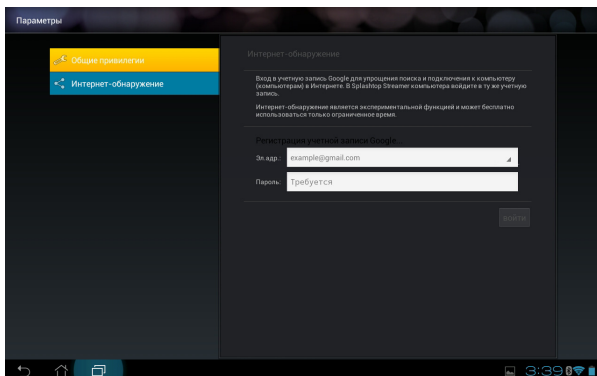 Параметры
Общие привилегии
Интернет-обнаружение
Интернет-обнаружение
Вход в учетную запись Google для упрощения поиска и подключения к компьютеру
(компьютерам) в Интернете. В Splashtop Streamer компьютера войдите в ту же учетную
запись.
Интернет-обнаружение является экспериментальной функцией и может бесплатно
использоваться только ограниченное время.
Регистрация учетной записи Google
Эл.адр.:
example@gmail.com
Пароль:
Требуется
войти
3:39